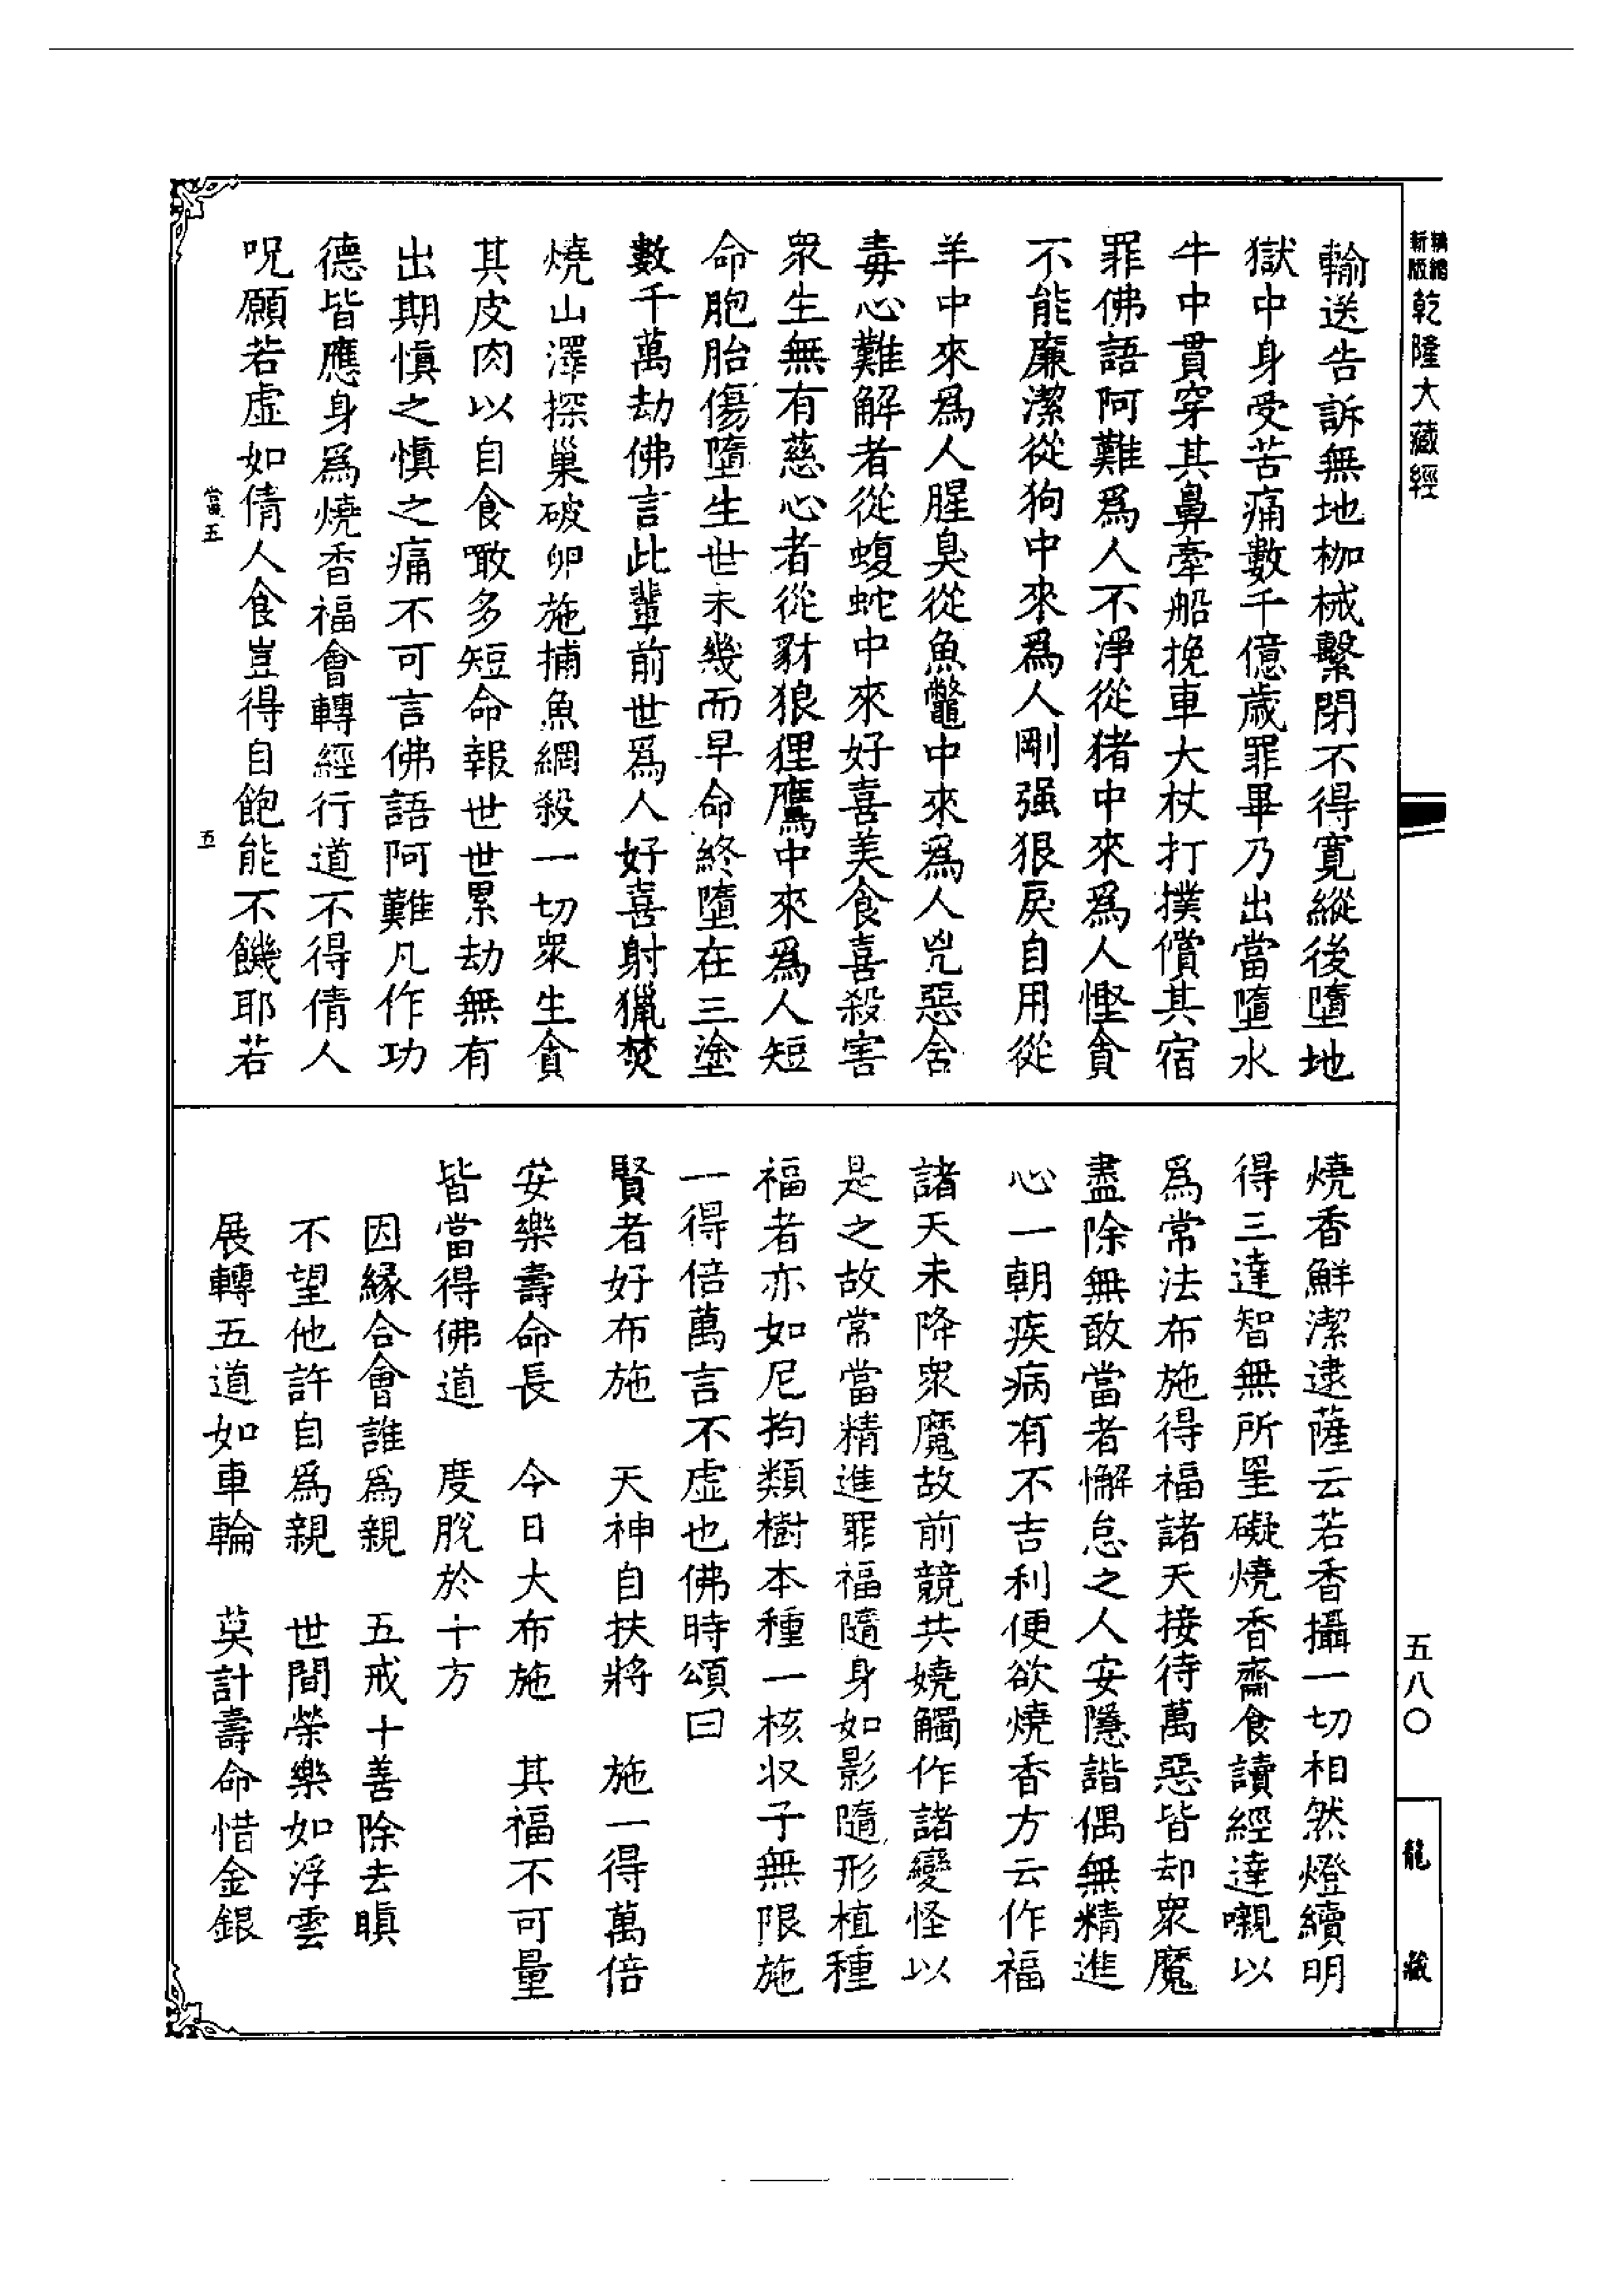 精縮新版
乾隆大藏經
輸送告訴無地枷械繫閉不得寬縱後墮地
獄中身受苦痛數千億歲罪畢乃出當墮水
牛中貫穿其鼻牽船挽車大杖打撲償其宿
罪佛語阿難爲人不淨從猪中來爲人慳貪
不能廉潔從狗中來爲人剛强狠戾自用從
羊中來爲人腥臭從魚鼈中來爲人兇惡含
毒心難解者從蝮蛇中來好喜美食喜殺害
衆生無有慈心者從豺狼狸鷹中來爲人短
命胞胎傷墮生世未幾而早命終墮在三塗
數千萬劫佛言此輩前世爲人好喜射獵焚
燒山澤探巢破卵施捕魚網殺一切衆生貪
其皮肉以自食噉多短命報世世累劫無有
出期愼之愼之痛不可言佛語阿難凡作功
德皆應身爲燒香福會轉經行道不得倩人
呪願若虛如倩人食豈得自飽能不饑耶若
當五
五
燒香鮮潔逮薩云若香攝一切相然燈續明
得三達智無所罣礙燒香齋食讀經達嚫以
爲常法布施得福諸天接待萬惡皆却衆魔
盡除無敢當者懈怠之人安隱諧偶無精進
心一朝疾病有不吉利便欲燒香方云作福
諸天未降衆魔故前競共嬈觸作諸變怪以
是之故常當精進罪福隨身如影隨形植種
福者亦如尼拘類樹本種一核収子無限施
一得倍萬言不虛也佛時頌曰
賢者好布施　天神自扶將　施一得萬倍
安樂壽命長　今日大布施　其福不可量
皆當得佛道　度脫於十方
因緣合會誰爲親　五戒十善除去瞋
不望他許自爲親　世間榮樂如浮雲
展轉五道如車輪　莫計壽命惜金銀
五八〇
龍藏